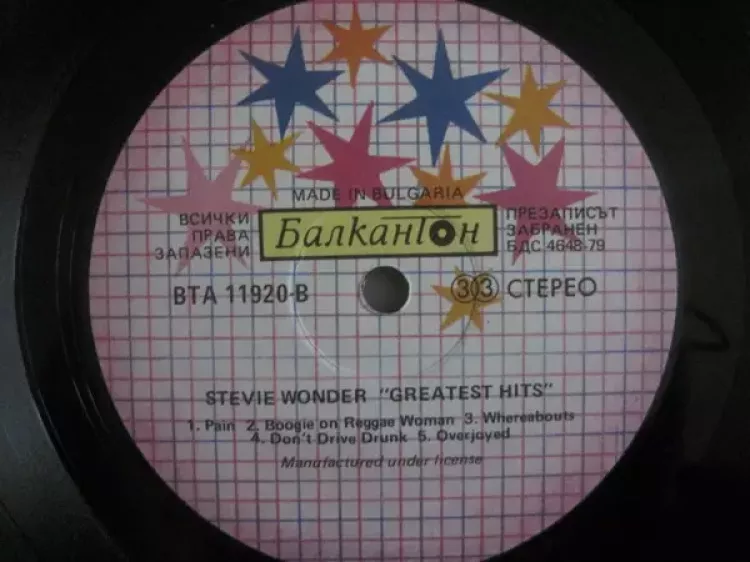 MADE IN BULGARIA
ВСИЧКИ
ПРАВА
ЗАПАЗЕНИ
Балкантон
ПРЕЗАПИСЪТ
ЗАБРАНЕН
БДС 4648-79
ВТА 11920-В
33 СТЕРЕО
STEVIE WONDER "GREATEST HITS"
1. Pain 2. Boogie on Reggae Woman 3. Whereabouts
4. Don't Drive Drunk 5. Overjoyed
Manufactured under license